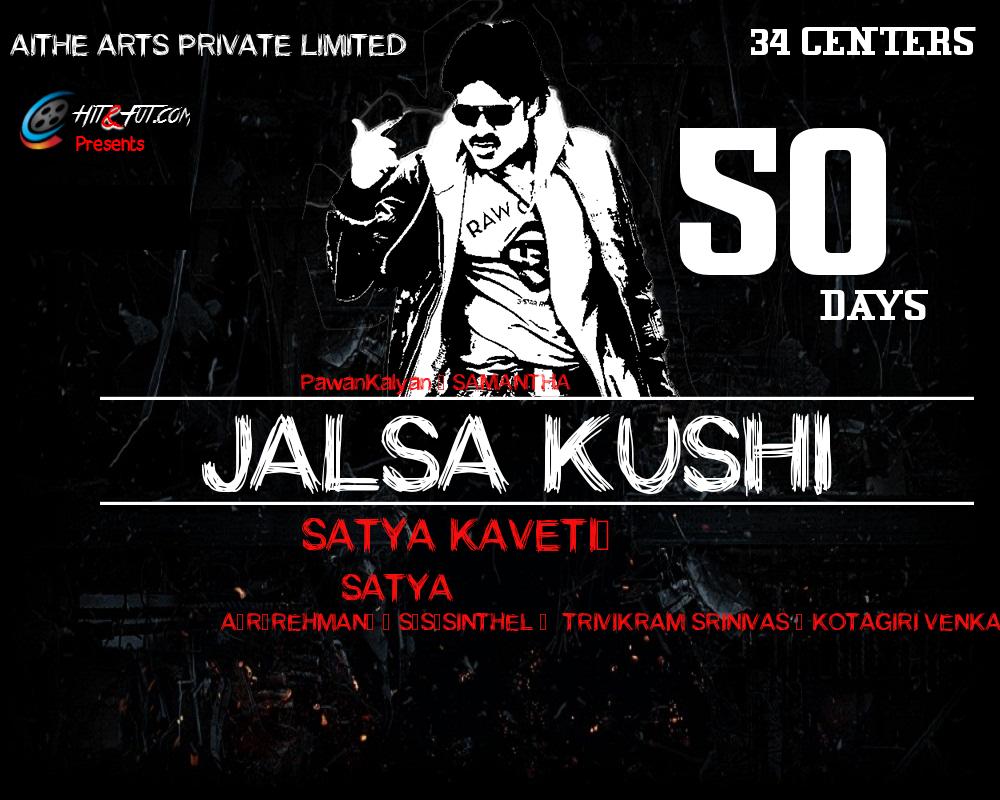 AITHE ARTS PRIVATE LIMITED
34 CENTERS
HIT&FUT.COM
Presents
RAW
50
DAYS
PawanKalyan ▯ SAMANTHA
JALSA KUSHI
SATYA KAVETI▯
SATYA
A▯R▯REHMAN▯ ▯ S▯S▯SINTHEL ▯ TRIVIKRAM SRINIVAS ▯ KOTAGIRI VENKA